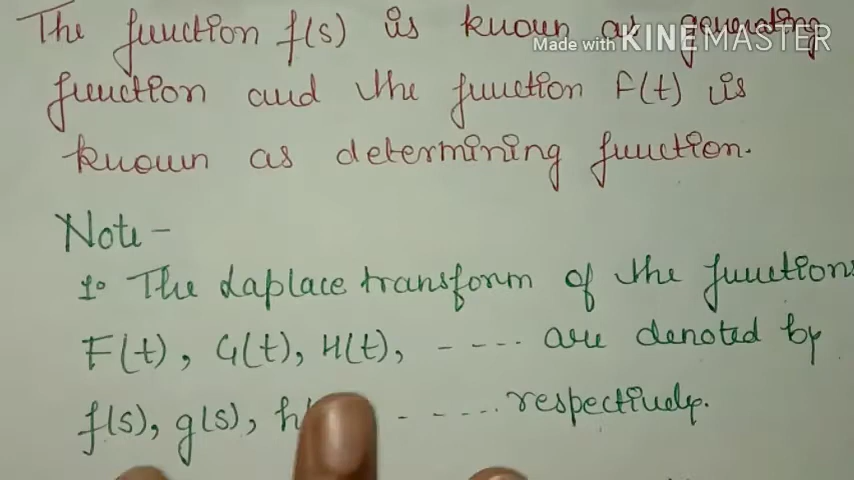 The function f(s) is known as generating
Made with KINEMASTER
function and the function F(t) is
known as determining function.
Note -
1. The Laplace transform of the functions
F(t), G(t), H(t), ---- are denoted by
f(s), g(s), h ----- respectively.